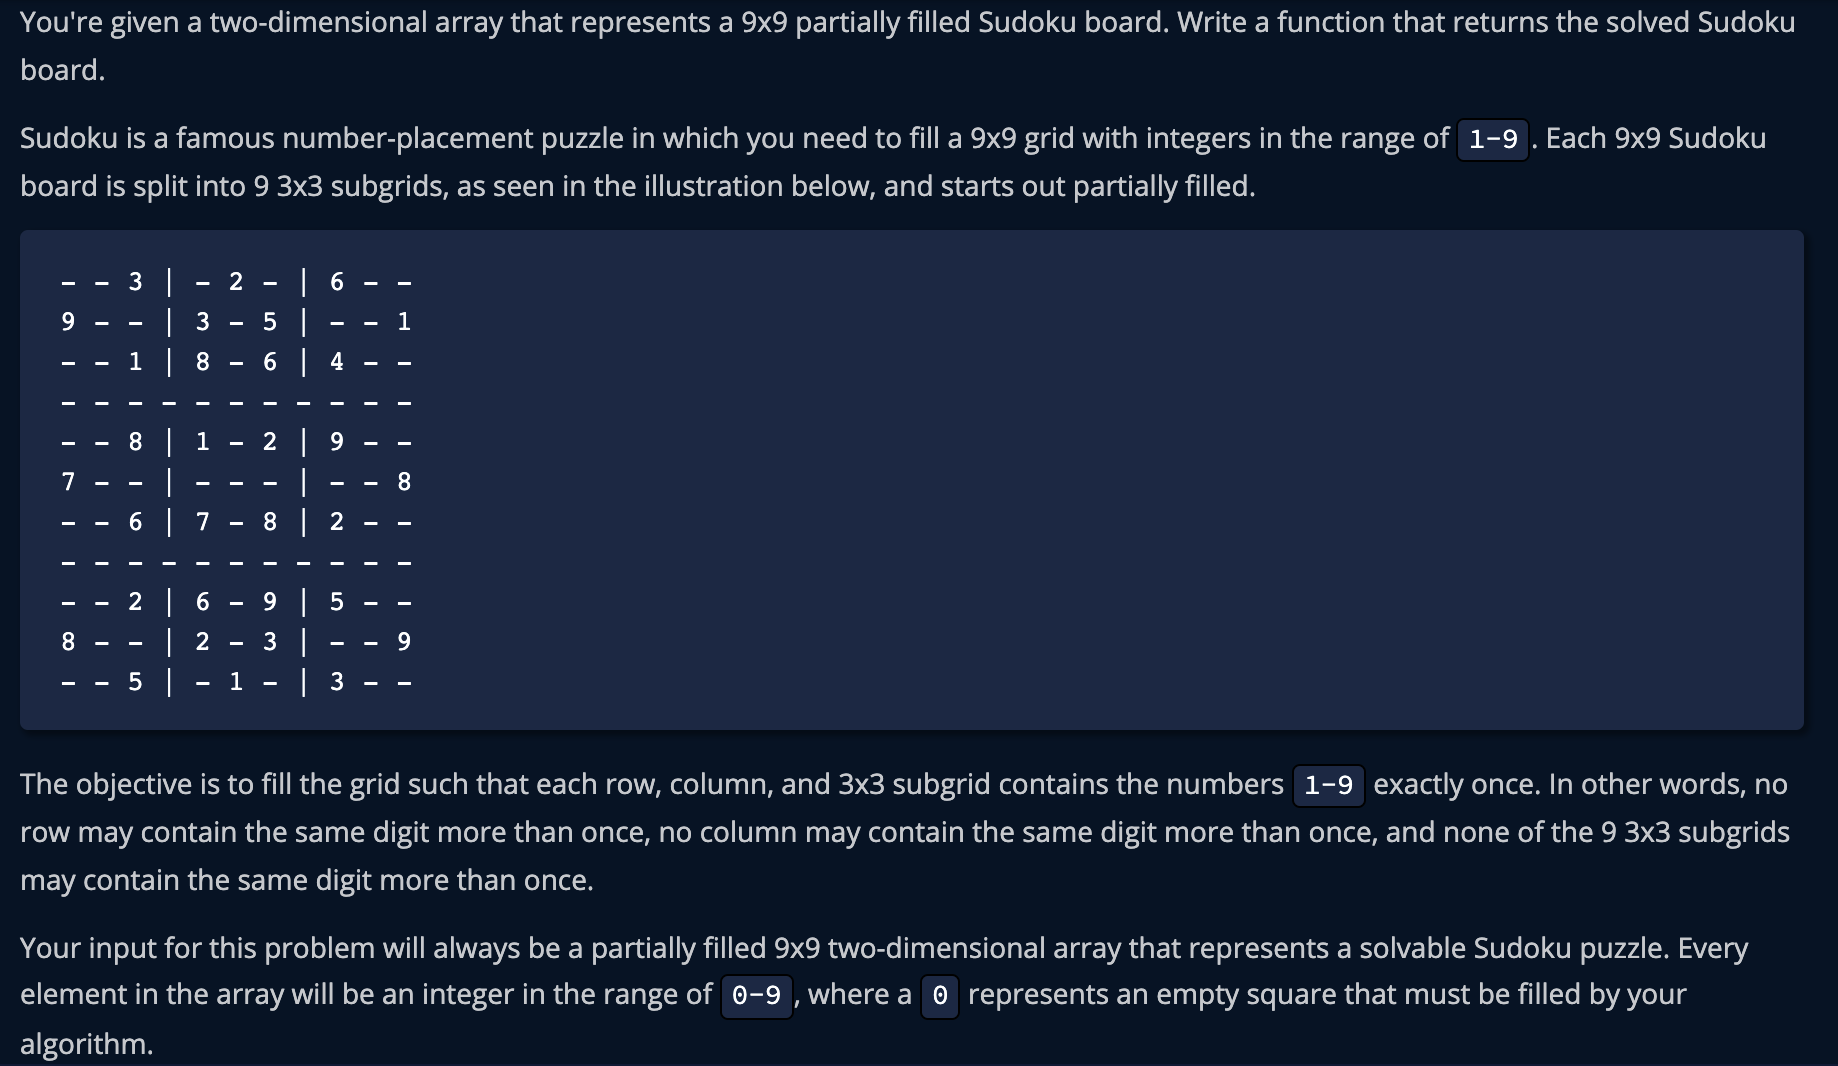 You're given a two-dimensional array that represents a 9x9 partially filled Sudoku board. Write a function that returns the solved Sudoku
board.
Sudoku is a famous number-placement puzzle in which you need to fill a 9x9 grid with integers in the range of 1-9 . Each 9x9 Sudoku
board is split into 9 3x3 subgrids, as seen in the illustration below, and starts out partially filled.
- - 3 | - 2 - | 6 - -
9 - - | 3 - 5 | - - 1
- - 1 | 8 - 6 | 4 - -
- - - - - - - - - - -
- - 8 | 1 - 2 | 9 - -
7 - - | - - - | - - 8
- - 6 | 7 - 8 | 2 - -
- - - - - - - - - - -
- - 2 | 6 - 9 | 5 - -
8 - - | 2 - 3 | - - 9
- - 5 | - 1 - | 3 - -
The objective is to fill the grid such that each row, column, and 3x3 subgrid contains the numbers 1-9 exactly once. In other words, no
row may contain the same digit more than once, no column may contain the same digit more than once, and none of the 9 3x3 subgrids
may contain the same digit more than once.
Your input for this problem will always be a partially filled 9x9 two-dimensional array that represents a solvable Sudoku puzzle. Every
element in the array will be an integer in the range of 0-9 , where a 0 represents an empty square that must be filled by your
algorithm.